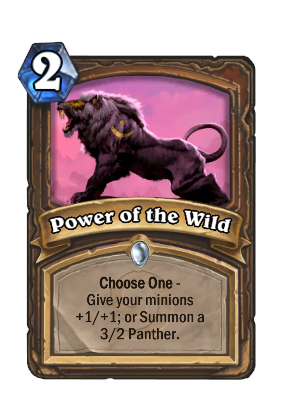 2
Power of the Wild
Choose One -
Give your minions
+1/+1; or Summon a
3/2 Panther.